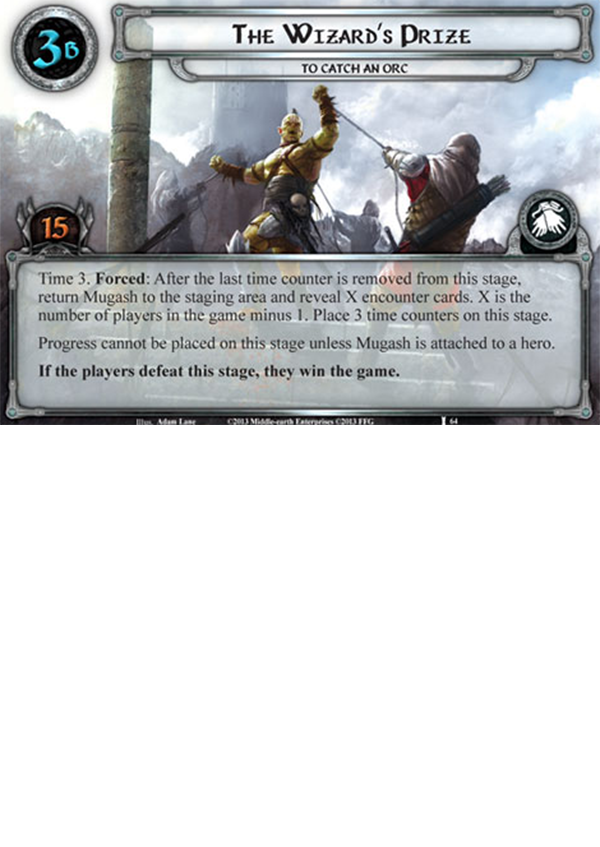 3B
THE WIZARD'S PRIZE
TO CATCH AN ORC
15
Time 3. Forced: After the last time counter is removed from this stage,
return Mugash to the staging area and reveal X encounter cards. X is the
number of players in the game minus 1. Place 3 time counters on this stage.
Progress cannot be placed on this stage unless Mugash is attached to a hero.
If the players defeat this stage, they win the game.
Illus. Adam Lane ©2013 Middle-earth Enterprises ©2013 FFG 64